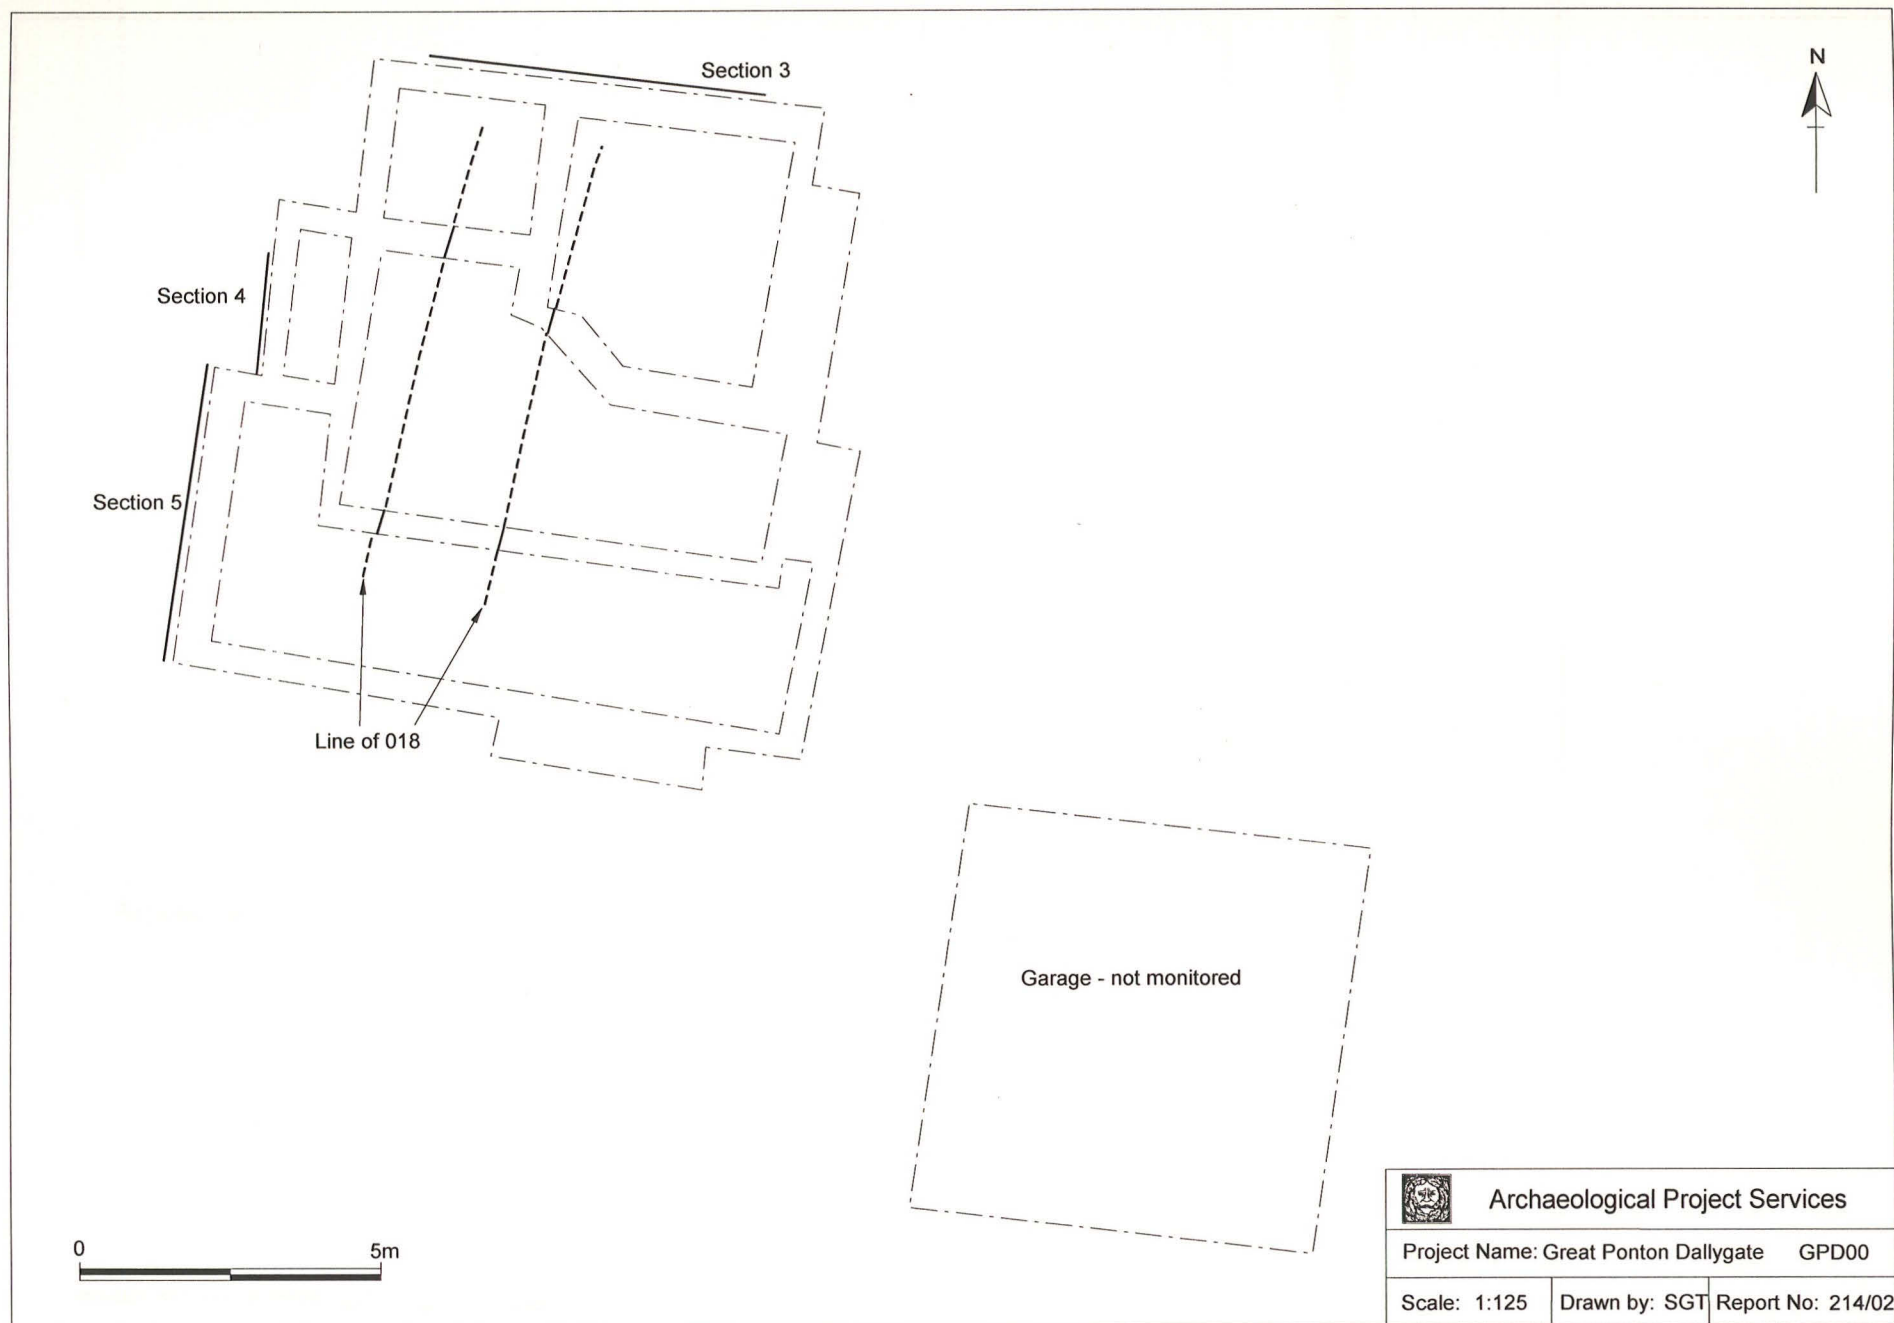 Section 3
N
Section 4
Section 5
Line of 018
Garage - not monitored
0 5m
Archaeological Project Services
Project Name: Great Ponton Dallygate GPD00
Scale: 1:125 Drawn by: SGT Report No: 214/02